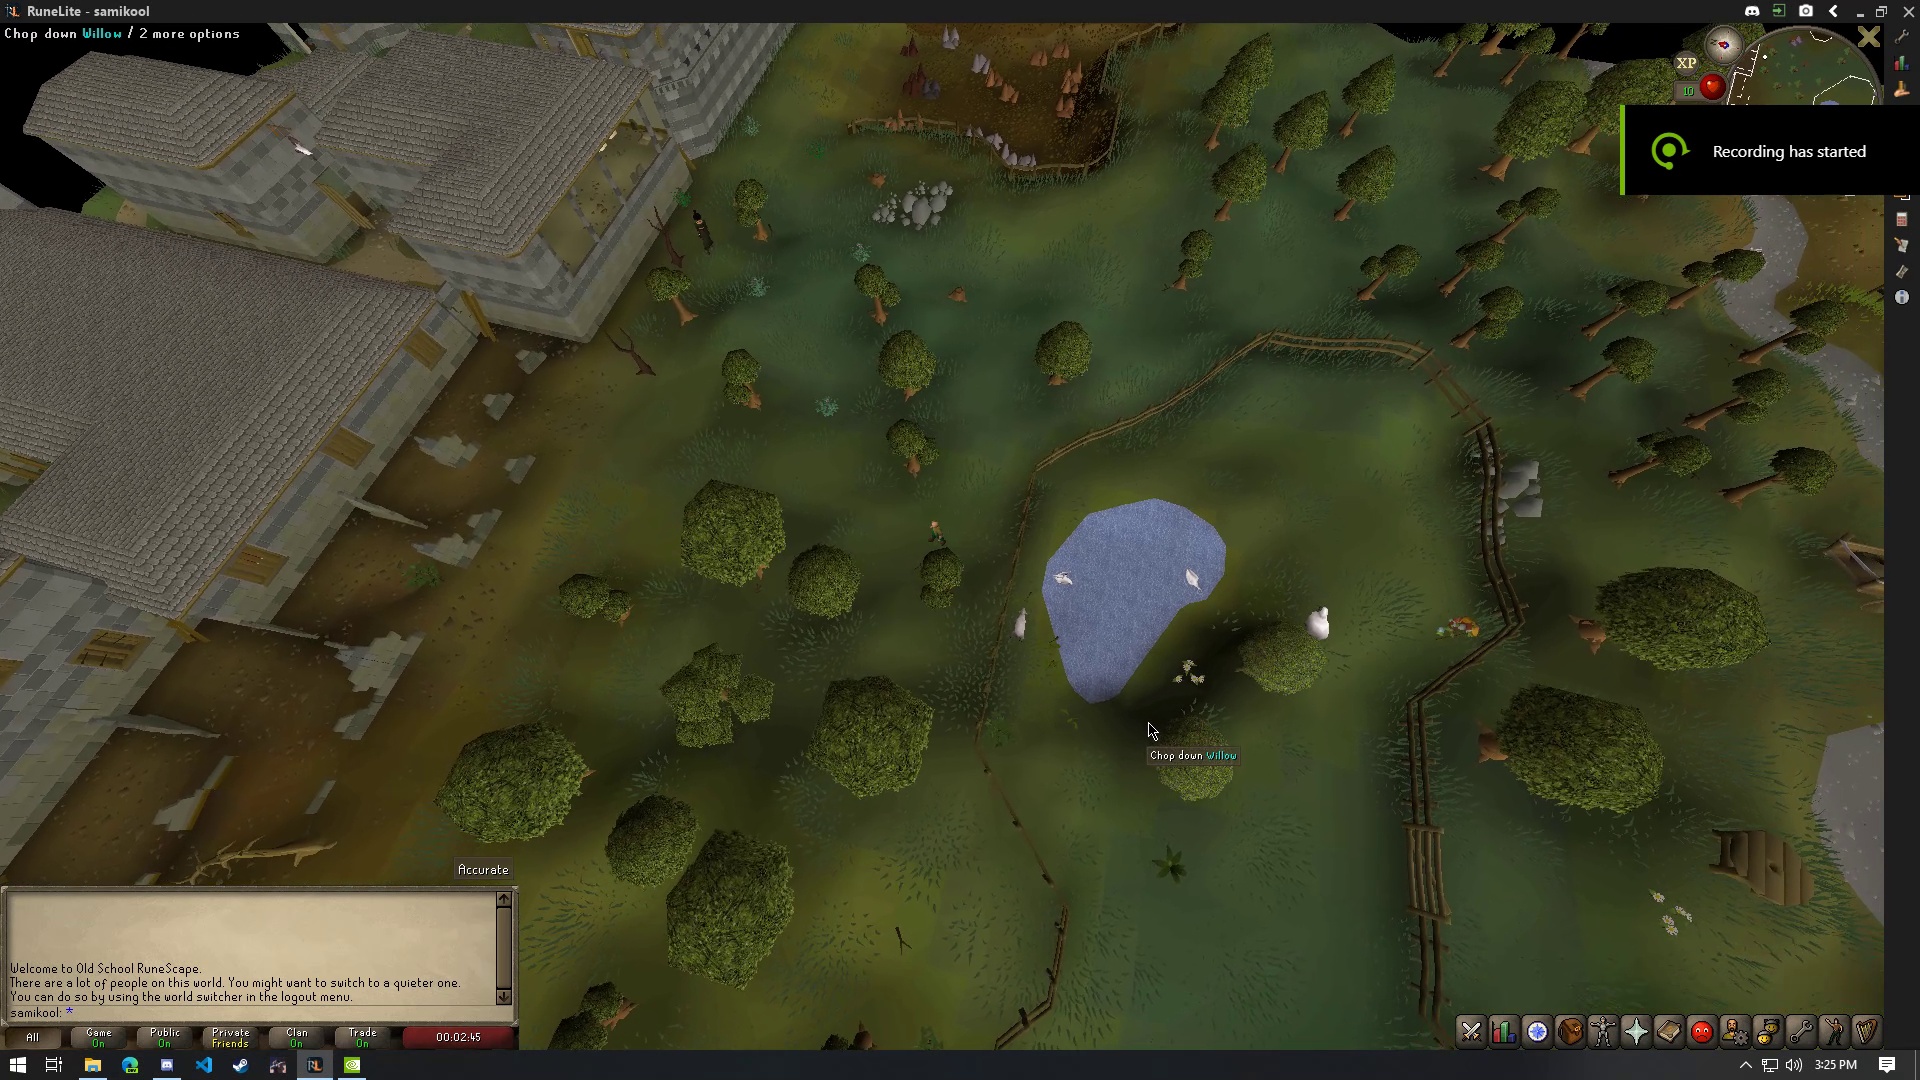 RuneLite - samikool
Chop down Willow / 2 more options
XP
10
Recording has started
Chop down Willow
Accurate
Welcome to Old School RuneScape.
There are a lot of people on this world. You might want to switch to a quieter one.
You can do so by using the world switcher in the logout menu.
samikool: *
All
Game
On
Public
On
Private
Friends
Clan
On
Trade
On
00:02:45
3:25 PM